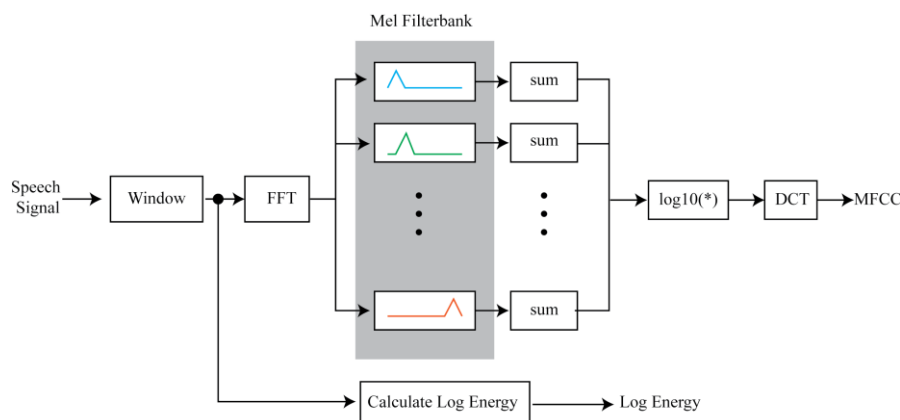 Mel Filterbank
sum
sum
Speech
Signal
Window
FFT
log10(*)
DCT
MFCC
sum
Calculate Log Energy
Log Energy